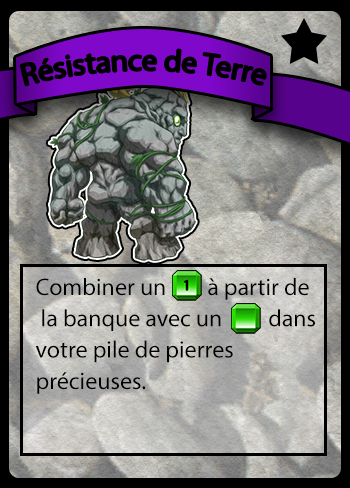 Résistance de Terre
Combiner un 1 à partir de
la banque avec un dans
votre pile de pierres
précieuses.